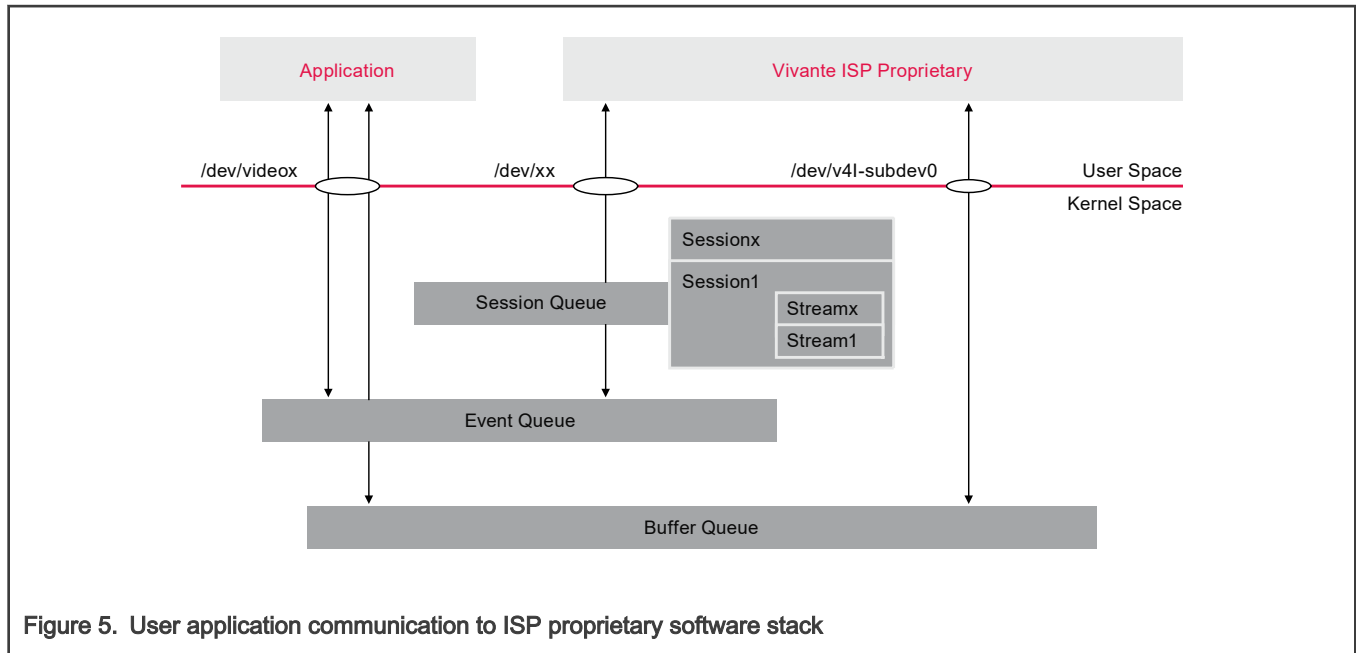 Application
Vivante ISP Proprietary
/dev/videox
/dev/xx
/dev/v4l-subdev0
User Space
Kernel Space
Sessionx
Session1
Session Queue
Streamx
Stream1
Event Queue
Buffer Queue
Figure 5. User application communication to ISP proprietary software stack